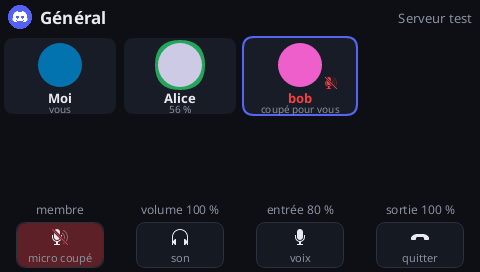 Général
Serveur test
Moi
vous
Alice
56 %
bob
coupé pour vous
membre
volume 100 %
entrée 80 %
sortie 100 %
micro coupé
son
voix
quitter